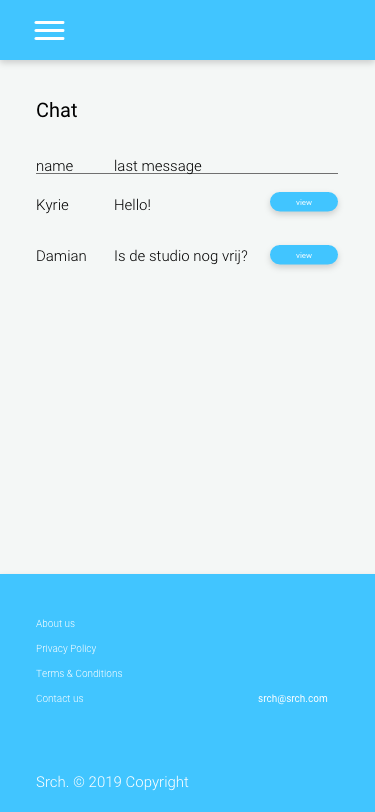 Chat
name last message
Kyrie Hello! view
Damian Is de studio nog vrij? view
About us
Privacy Policy
Terms & Conditions
Contact us srch@srch.com
Srch. © 2019 Copyright